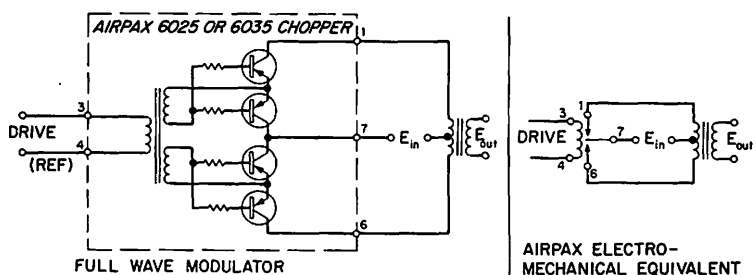 AIRPAX 6025 OR 6035 CHOPPER
1
3
DRIVE
4
(REF)
7
E_in
E_out
6
FULL WAVE MODULATOR
1
3
DRIVE
7
E_in
E_out
4
6
AIRPAX ELECTRO-
MECHANICAL EQUIVALENT